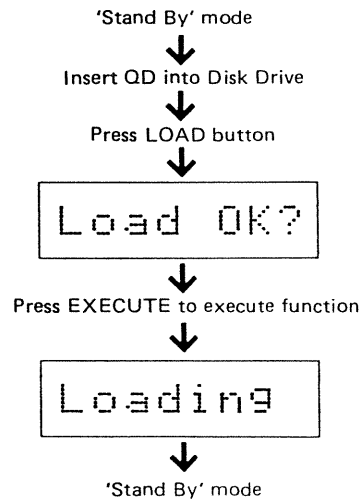 'Stand By' mode
Insert QD into Disk Drive
Press LOAD button
Load OK?
Press EXECUTE to execute function
Loading
'Stand By' mode